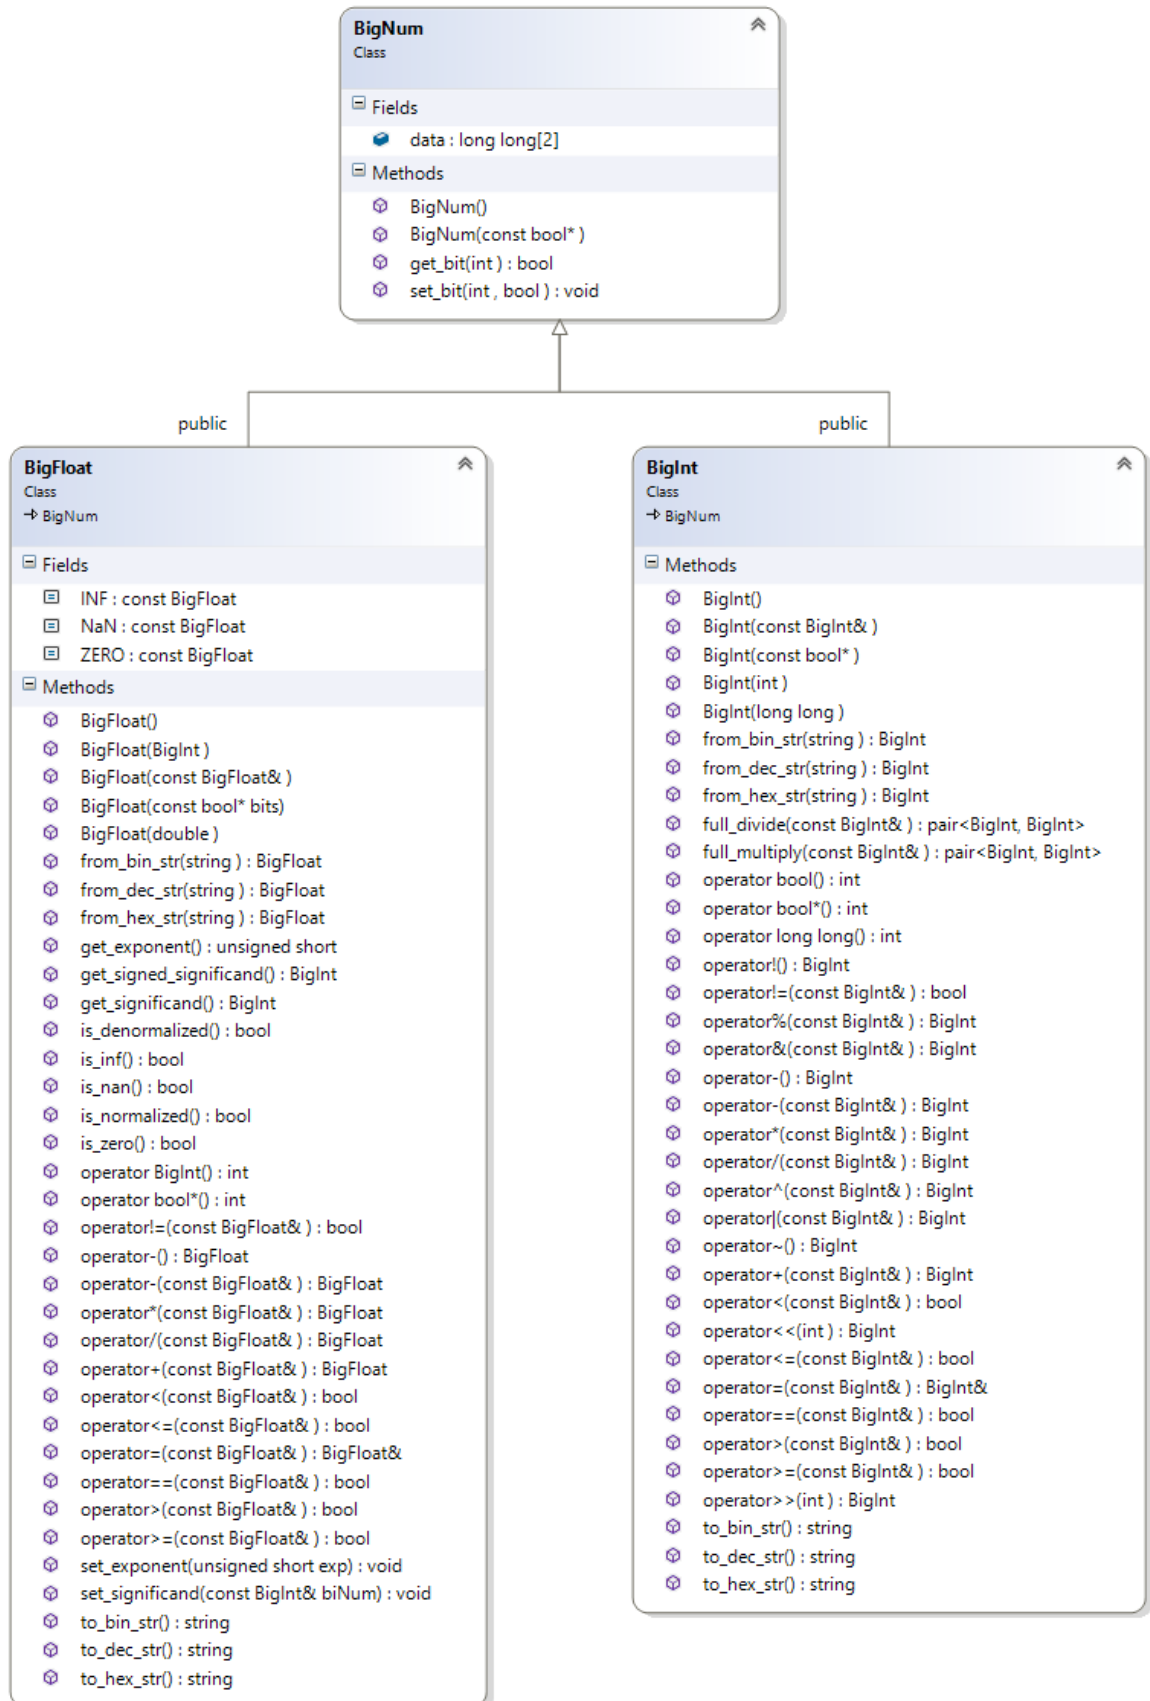 BigNum
Class
Fields
data : long long[2]
Methods
BigNum()
BigNum(const bool* )
get_bit(int ) : bool
set_bit(int , bool ) : void
public
public
BigFloat
Class
BigNum
Fields
INF : const BigFloat
NaN : const BigFloat
ZERO : const BigFloat
Methods
BigFloat()
BigFloat(BigInt )
BigFloat(const BigFloat& )
BigFloat(const bool* bits)
BigFloat(double )
from_bin_str(string ) : BigFloat
from_dec_str(string ) : BigFloat
from_hex_str(string ) : BigFloat
get_exponent() : unsigned short
get_signed_significand() : BigInt
get_significand() : BigInt
is_denormalized() : bool
is_inf() : bool
is_nan() : bool
is_normalized() : bool
is_zero() : bool
operator BigInt() : int
operator bool*() : int
operator!=(const BigFloat& ) : bool
operator-() : BigFloat
operator-(const BigFloat& ) : BigFloat
operator*(const BigFloat& ) : BigFloat
operator/(const BigFloat& ) : BigFloat
operator+(const BigFloat& ) : BigFloat
operator<(const BigFloat& ) : bool
operator<=(const BigFloat& ) : bool
operator=(const BigFloat& ) : BigFloat&
operator==(const BigFloat& ) : bool
operator>(const BigFloat& ) : bool
operator>=(const BigFloat& ) : bool
set_exponent(unsigned short exp) : void
set_significand(const BigInt& biNum) : void
to_bin_str() : string
to_dec_str() : string
to_hex_str() : string
BigInt
Class
BigNum
Methods
BigInt()
BigInt(const BigInt& )
BigInt(const bool* )
BigInt(int )
BigInt(long long )
from_bin_str(string ) : BigInt
from_dec_str(string ) : BigInt
from_hex_str(string ) : BigInt
full_divide(const BigInt& ) : pair<BigInt, BigInt>
full_multiply(const BigInt& ) : pair<BigInt, BigInt>
operator bool() : int
operator bool*() : int
operator long long() : int
operator!() : BigInt
operator!=(const BigInt& ) : bool
operator%(const BigInt& ) : BigInt
operator&(const BigInt& ) : BigInt
operator-() : BigInt
operator-(const BigInt& ) : BigInt
operator*(const BigInt& ) : BigInt
operator/(const BigInt& ) : BigInt
operator^(const BigInt& ) : BigInt
operator|(const BigInt& ) : BigInt
operator~() : BigInt
operator+(const BigInt& ) : BigInt
operator<(const BigInt& ) : bool
operator<<(int ) : BigInt
operator<=(const BigInt& ) : bool
operator=(const BigInt& ) : BigInt&
operator==(const BigInt& ) : bool
operator>(const BigInt& ) : bool
operator>=(const BigInt& ) : bool
operator>>(int ) : BigInt
to_bin_str() : string
to_dec_str() : string
to_hex_str() : string